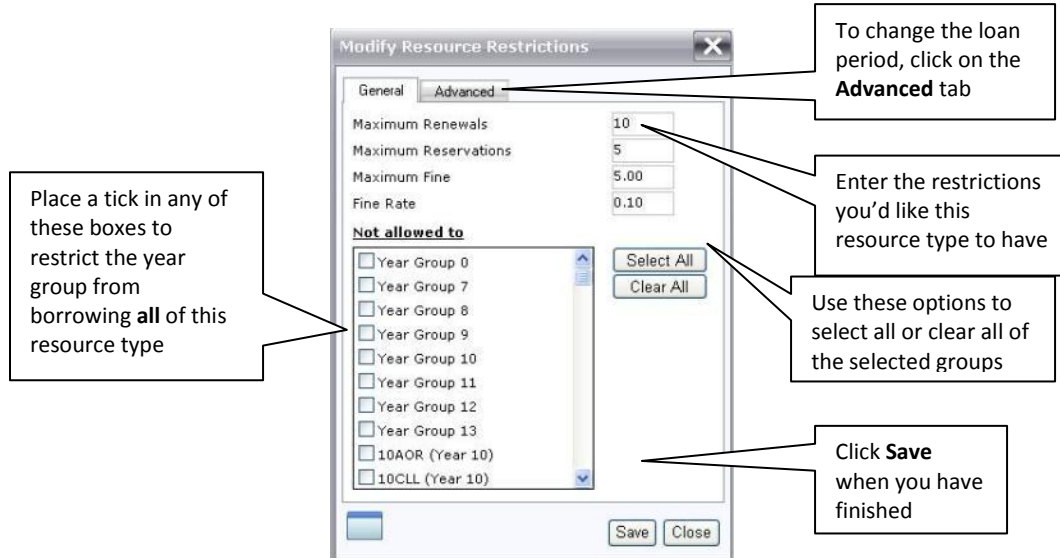 Modify Resource Restrictions
General
Advanced
Maximum Renewals
10
Maximum Reservations
5
Maximum Fine
5.00
Fine Rate
0.10
Not allowed to
Year Group 0
Year Group 7
Year Group 8
Year Group 9
Year Group 10
Year Group 11
Year Group 12
Year Group 13
10AOR (Year 10)
10CLL (Year 10)
Select All
Clear All
Save
Close
Place a tick in any of
these boxes to
restrict the year
group from
borrowing all of this
resource type
To change the loan
period, click on the
Advanced tab
Enter the restrictions
you’d like this
resource type to have
Use these options to
select all or clear all of
the selected groups
Click Save
when you have
finished